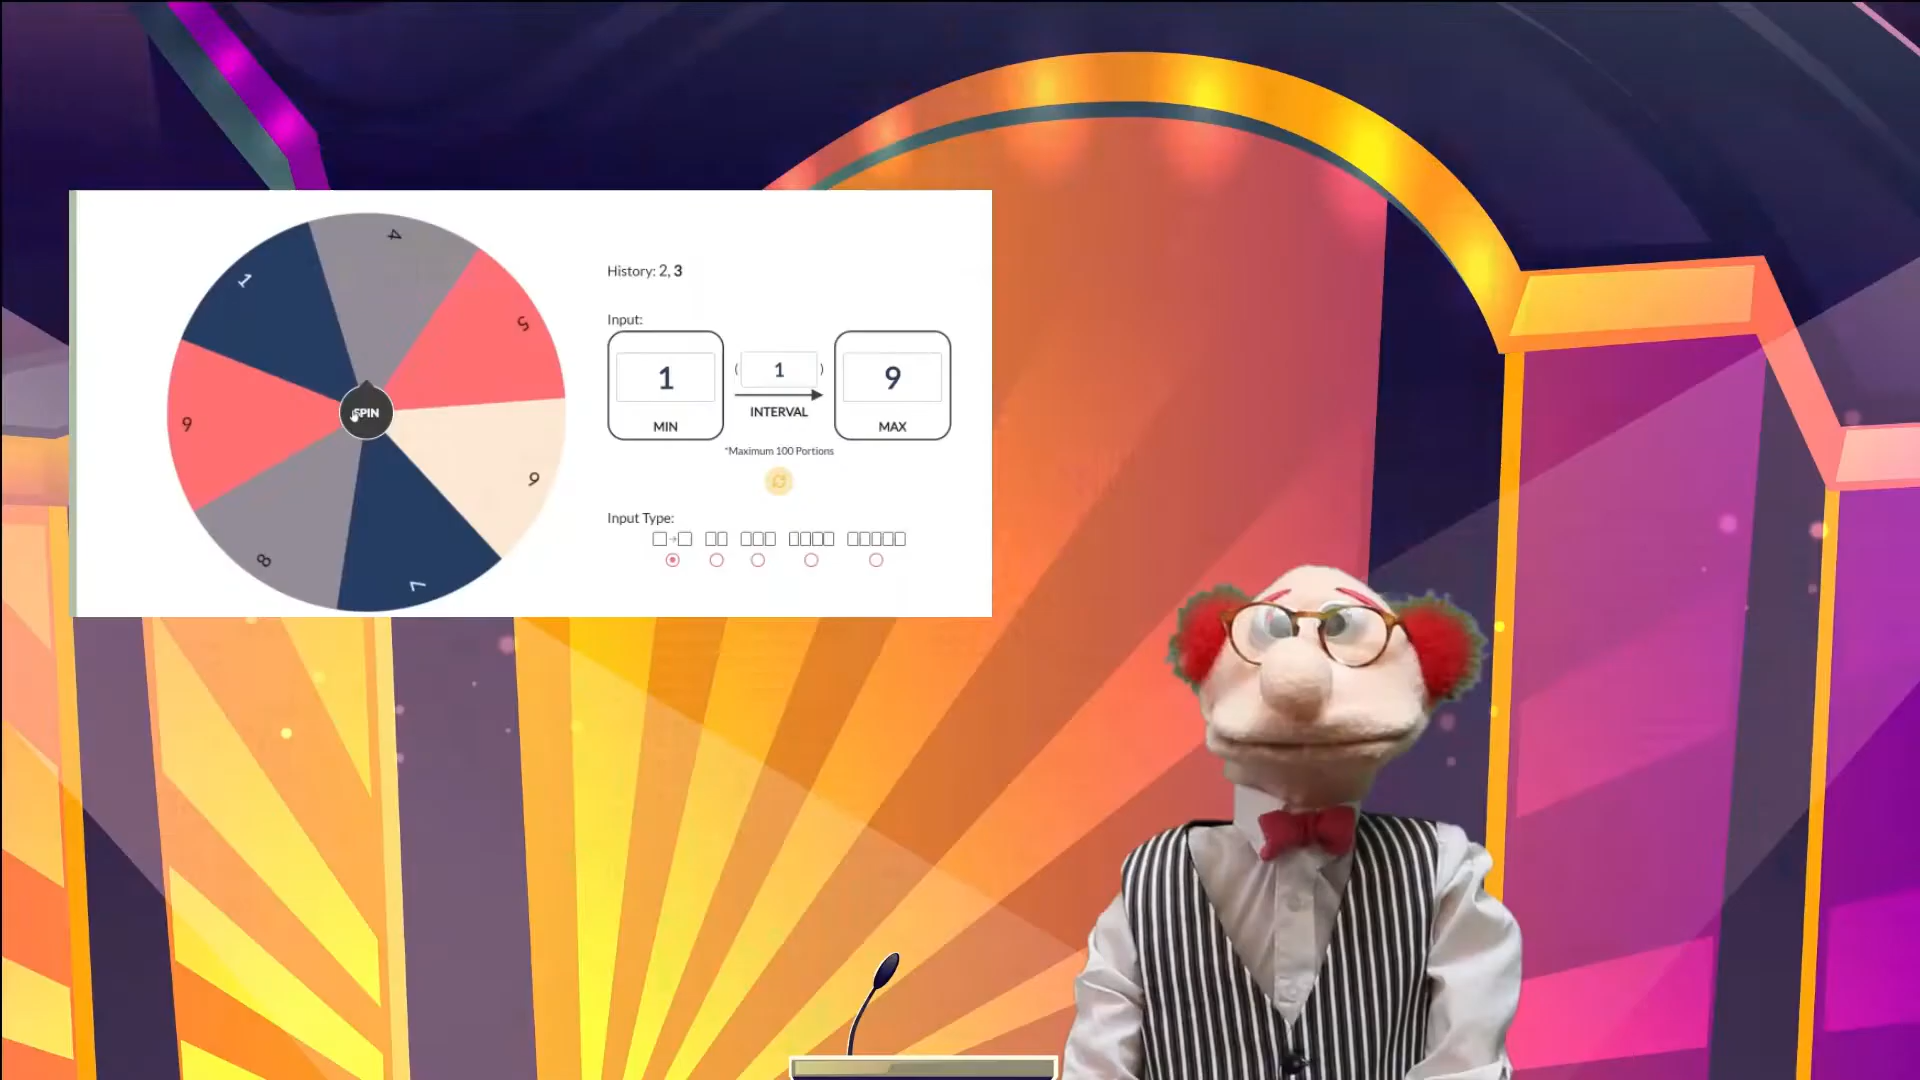 4
1
5
9
6
8
7
SPIN
History: 2, 3
Input:
1
( 1 )
9
MIN
INTERVAL
MAX
*Maximum 100 Portions
Input Type: